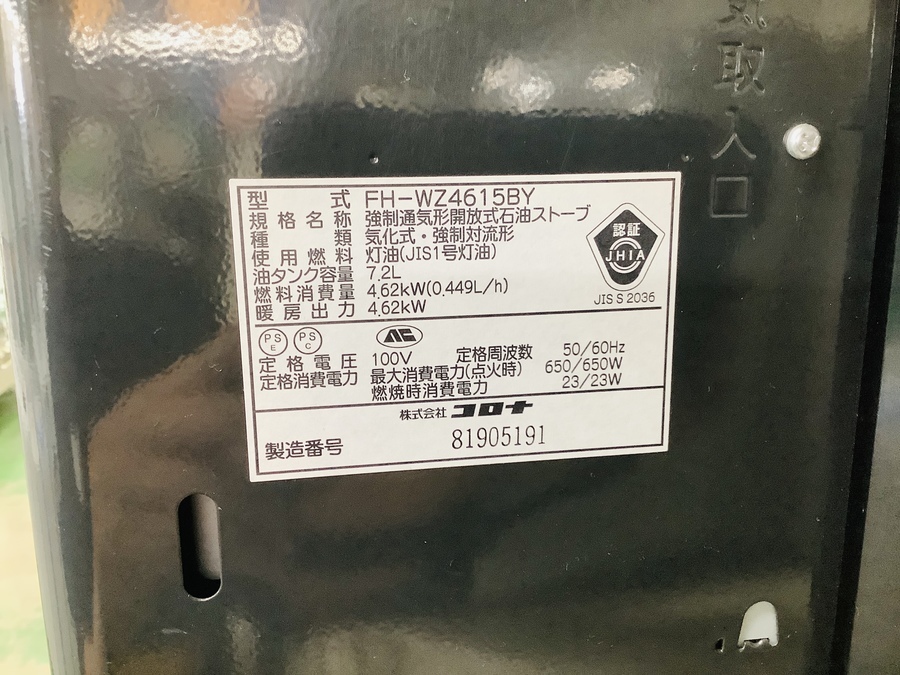 気取入口
型式 FH-WZ4615BY
規格名称 強制通気形開放式石油ストーブ
種類 気化式・強制対流形
使用燃料 灯油(JIS1号灯油)
油タンク容量 7.2L
燃料消費量 4.62kW(0.449L/h)
暖房出力 4.62kW
認証
JHIA
JIS S 2036
PS E PS C
定格電圧 100V 定格周波数 50/60Hz
定格消費電力 最大消費電力(点火時) 650/650W
燃焼時消費電力 23/23W
株式会社 コロナ
製造番号 81905191